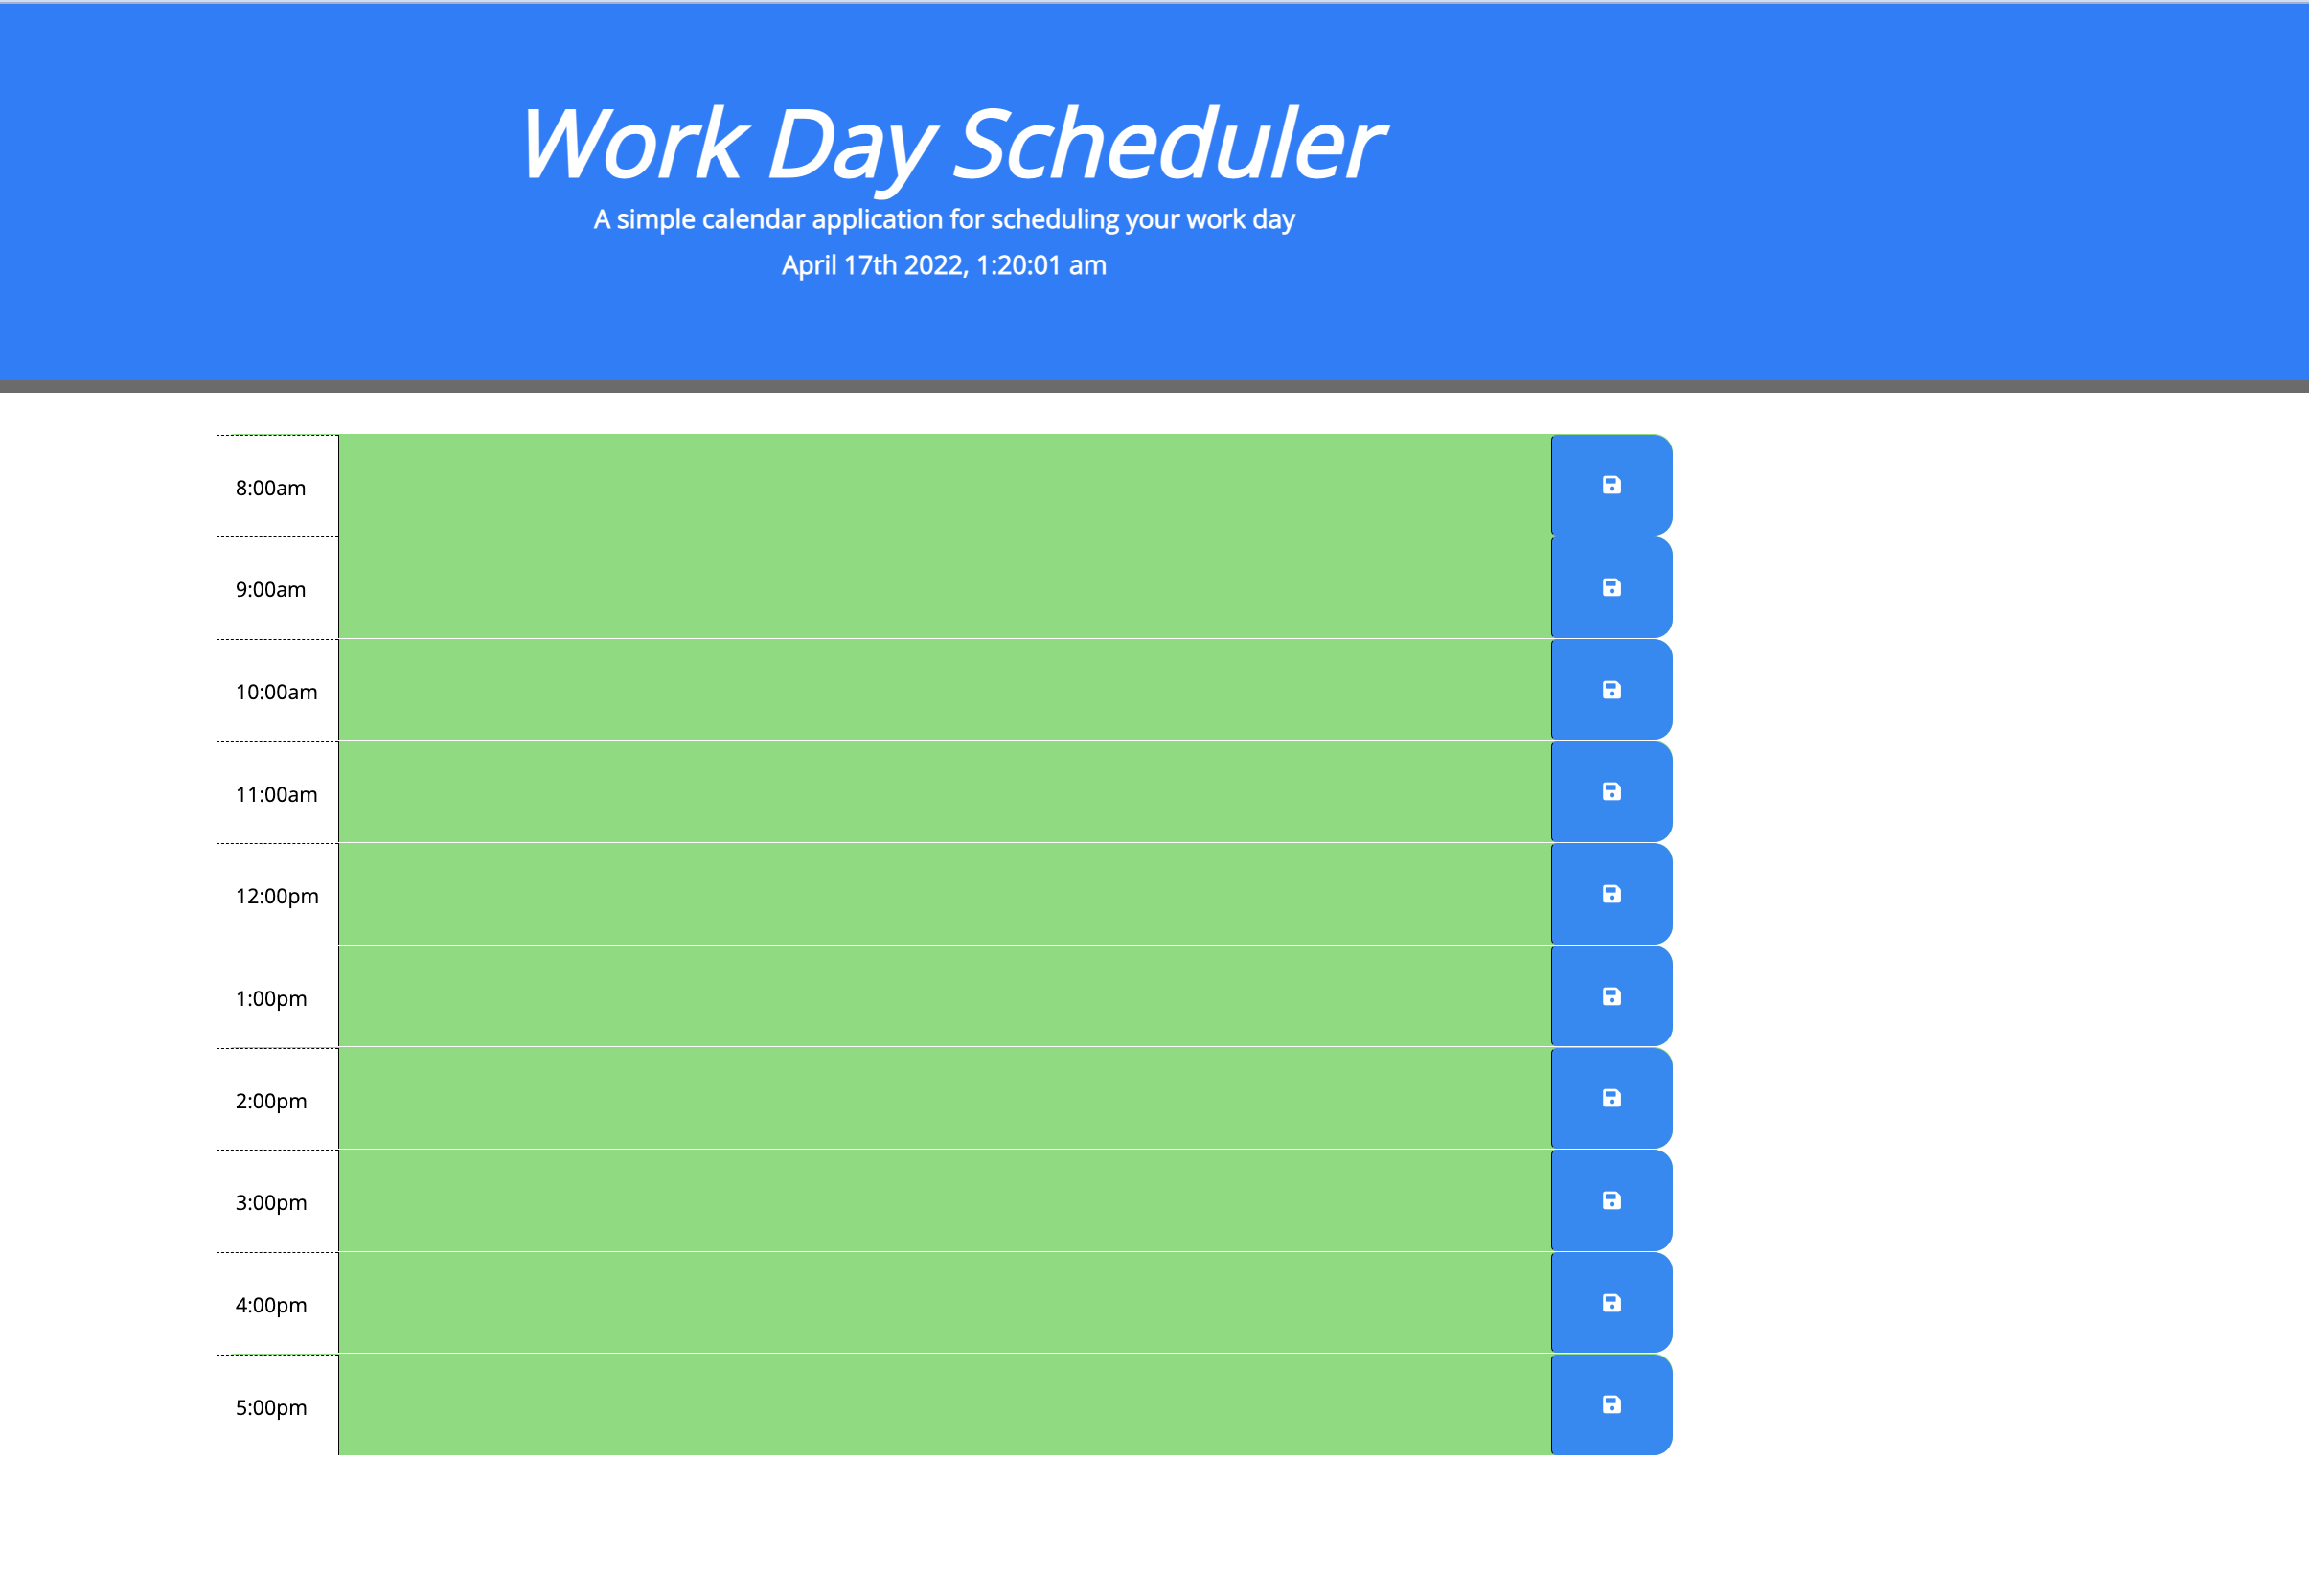 Work Day Scheduler
A simple calendar application for scheduling your work day
April 17th 2022, 1:20:01 am
8:00am
9:00am
10:00am
11:00am
12:00pm
1:00pm
2:00pm
3:00pm
4:00pm
5:00pm